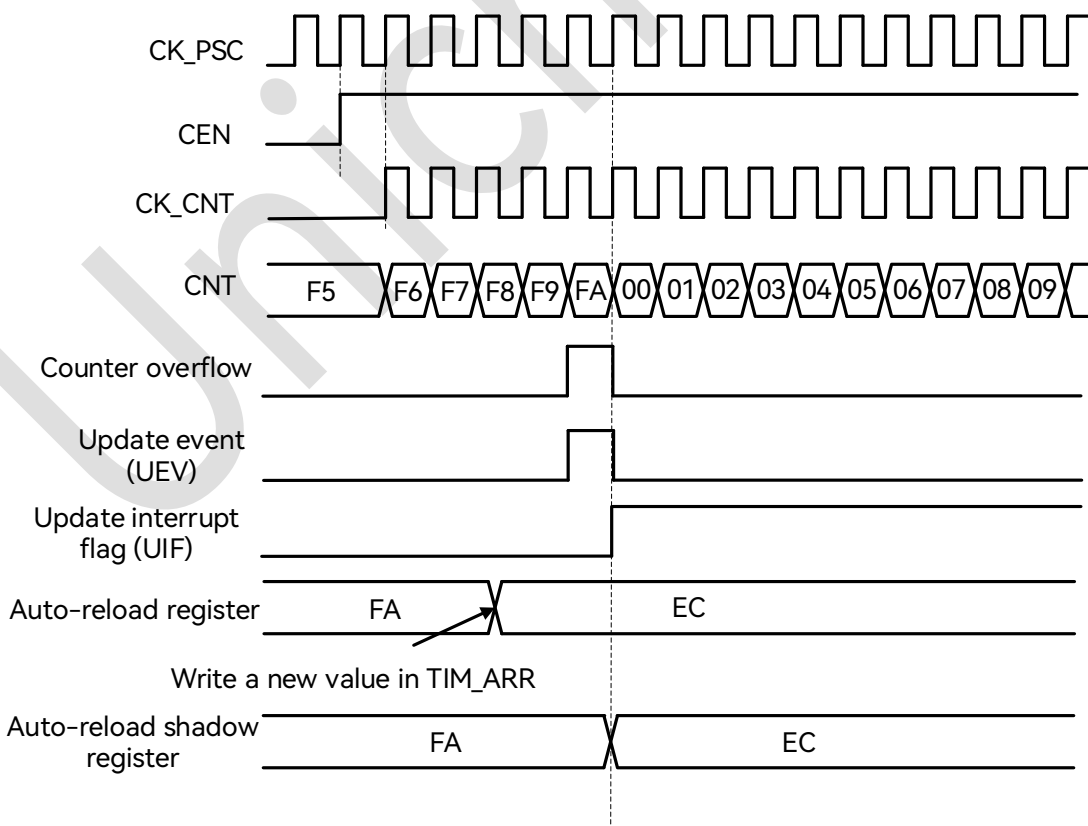 CK_PSC
CEN
CK_CNT
CNT
F5 F6 F7 F8 F9 FA 00 01 02 03 04 05 06 07 08 09
Counter overflow
Update event
(UEV)
Update interrupt
flag (UIF)
Auto-reload register
FA EC
Write a new value in TIM_ARR
Auto-reload shadow
register
FA EC